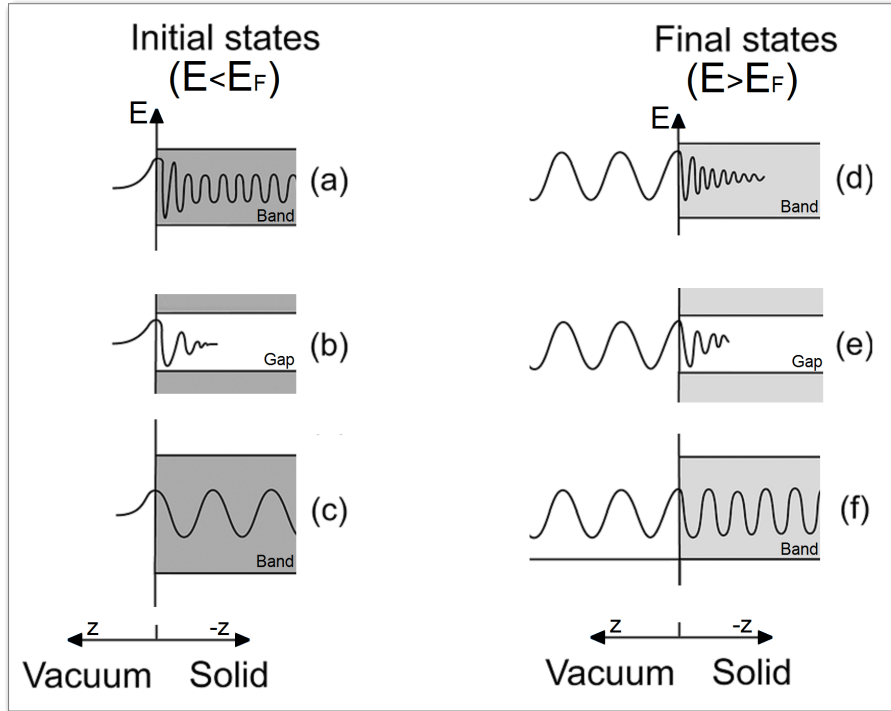 Initial states
(E<EF)
E
Band
(a)
Gap
(b)
Band
(c)
z
-z
Vacuum
Solid
Final states
(E>EF)
E
Band
(d)
Gap
(e)
Band
(f)
z
-z
Vacuum
Solid